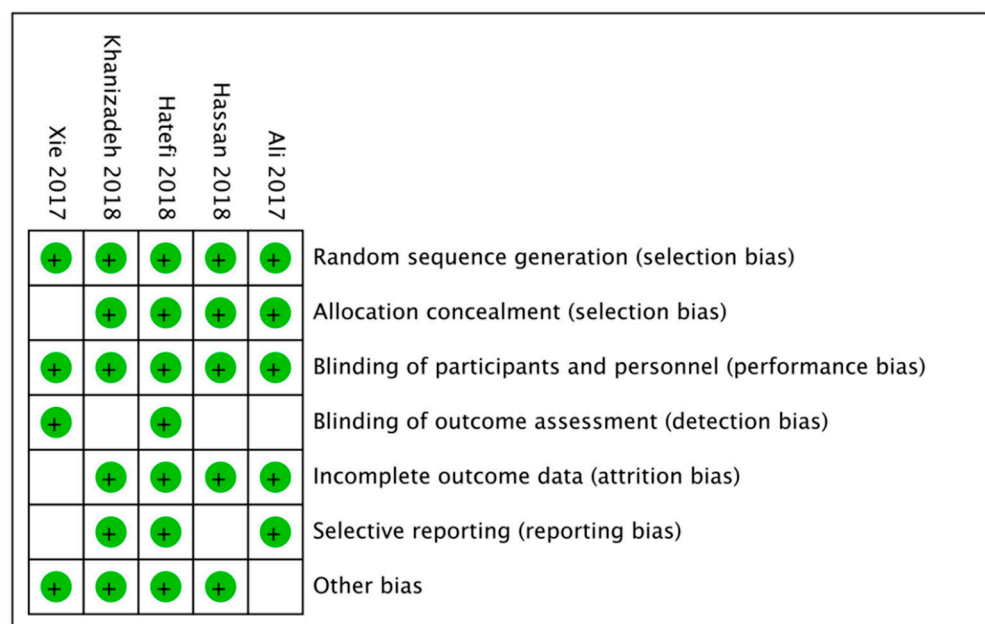 Xie 2017
Khanizadeh 2018
Hatefi 2018
Hassan 2018
Ali 2017
+ + + + + Random sequence generation (selection bias)
+ + + + Allocation concealment (selection bias)
+ + + + + Blinding of participants and personnel (performance bias)
+ + Blinding of outcome assessment (detection bias)
+ + + + Incomplete outcome data (attrition bias)
+ + + Selective reporting (reporting bias)
+ + + + Other bias